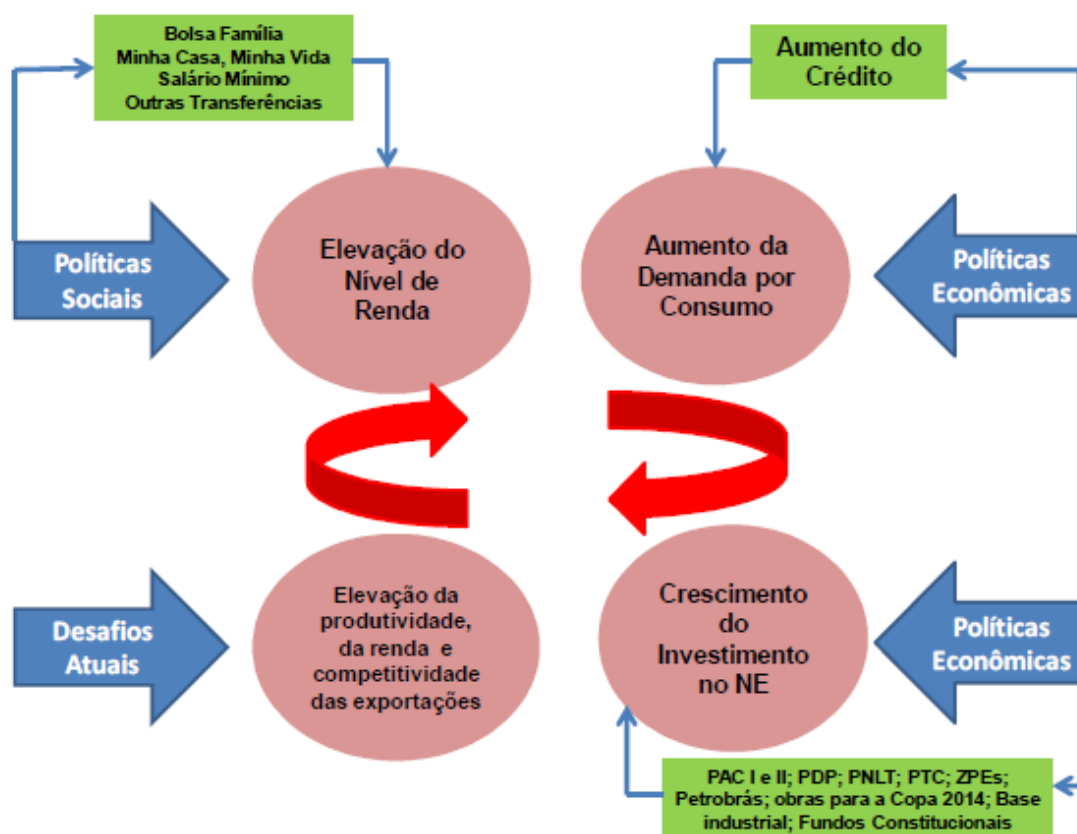 Bolsa Família
Minha Casa, Minha Vida
Salário Mínimo
Outras Transferências
Aumento do
Crédito
Políticas
Sociais
Elevação do
Nível de
Renda
Aumento da
Demanda por
Consumo
Políticas
Econômicas
Desafios
Atuais
Elevação da
produtividade,
da renda e
competitividade
das exportações
Crescimento
do
Investimento
no NE
Políticas
Econômicas
PAC I e II; PDP; PNLT; PTC; ZPEs;
Petrobrás; obras para a Copa 2014; Base
industrial; Fundos Constitucionais